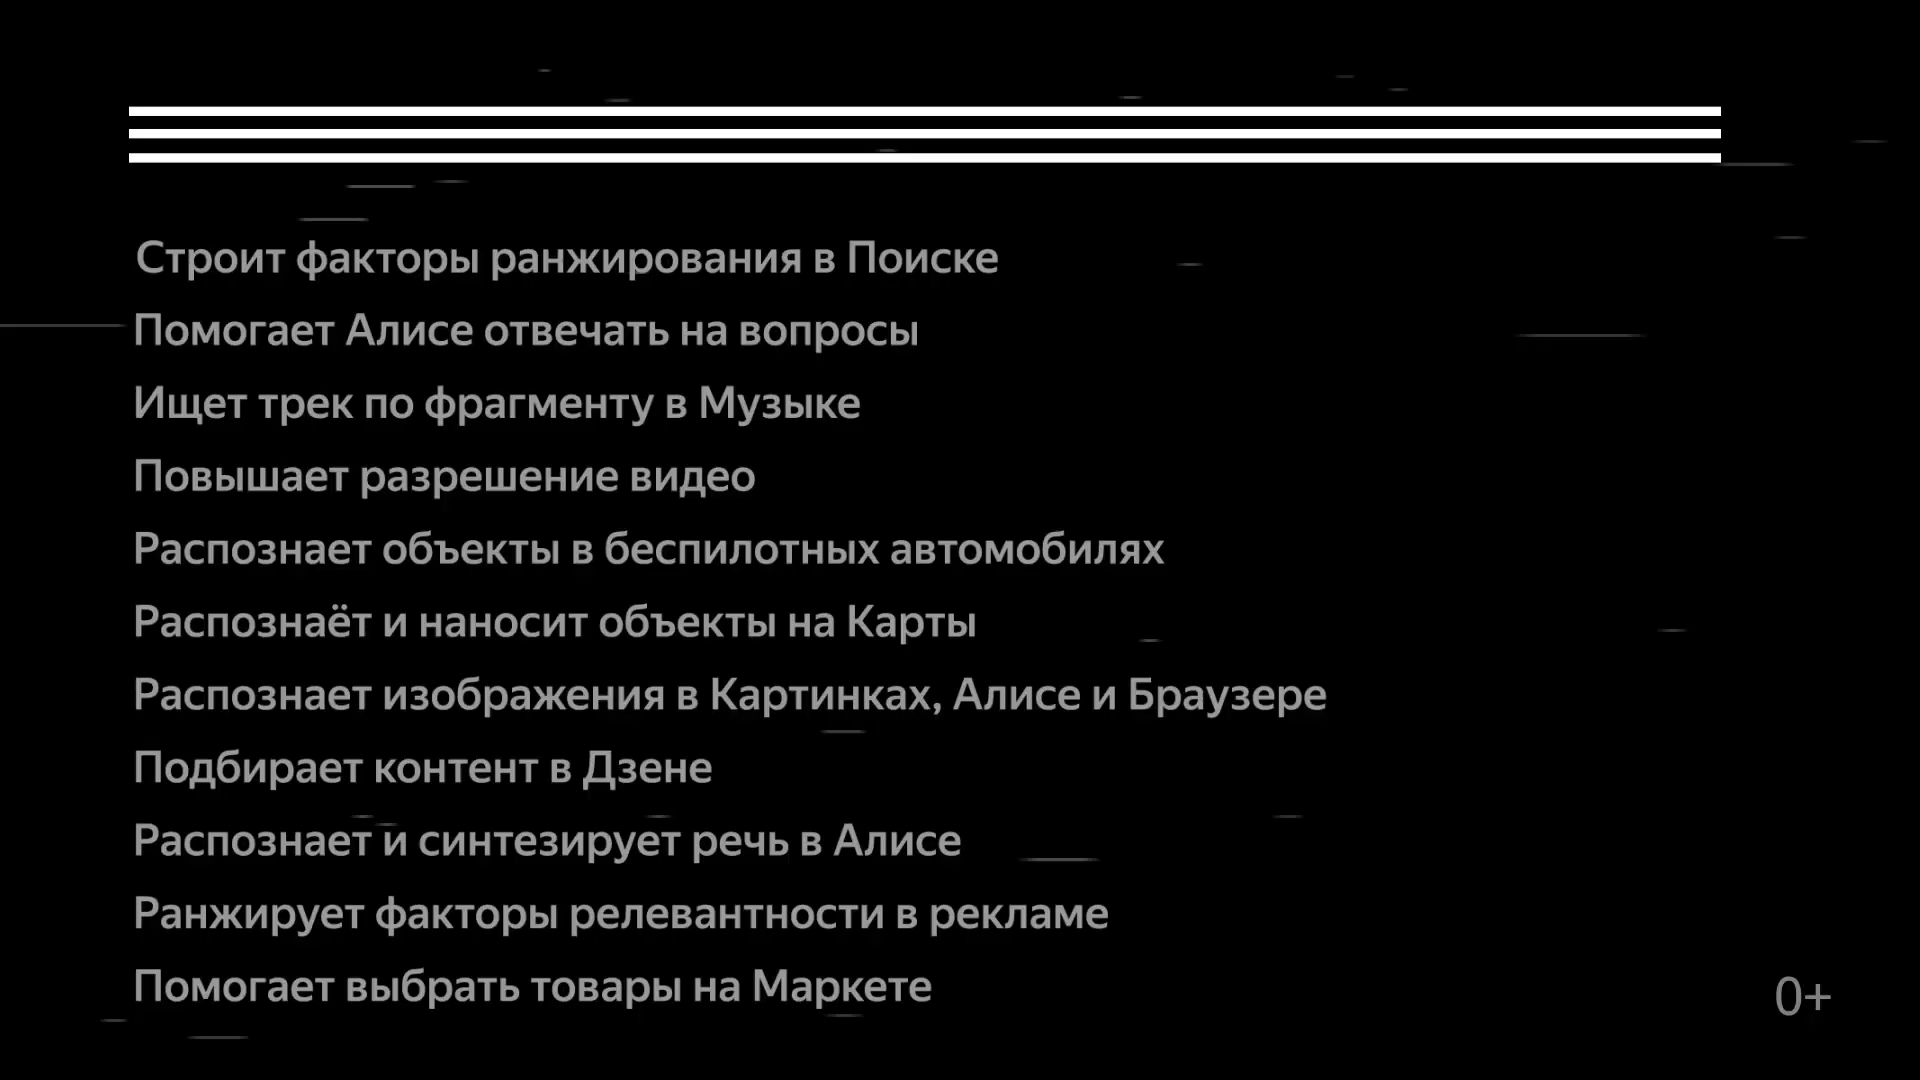 Строит факторы ранжирования в Поиске
Помогает Алисе отвечать на вопросы
Ищет трек по фрагменту в Музыке
Повышает разрешение видео
Распознает объекты в беспилотных автомобилях
Распознаёт и наносит объекты на Карты
Распознает изображения в Картинках, Алисе и Браузере
Подбирает контент в Дзене
Распознает и синтезирует речь в Алисе
Ранжирует факторы релевантности в рекламе
Помогает выбрать товары на Маркете
0+